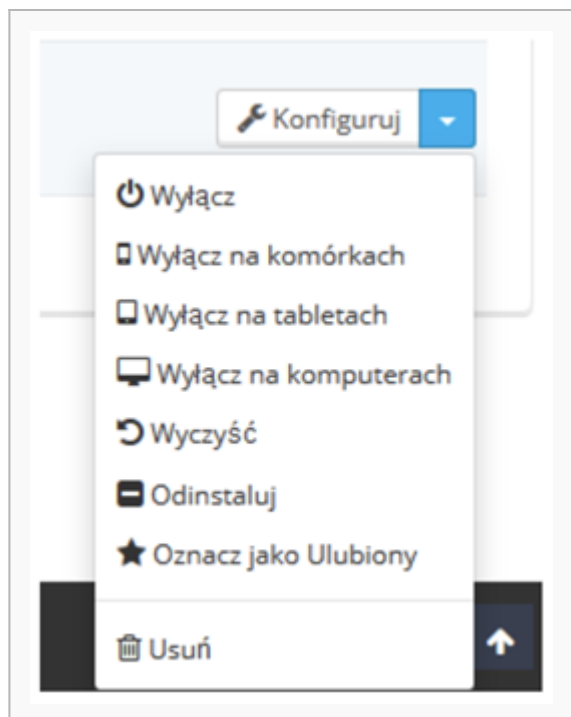 Konfiguruj
Wyłącz
Wyłącz na komórkach
Wyłącz na tabletach
Wyłącz na komputerach
Wyczyść
Odinstaluj
Oznacz jako Ulubiony
Usuń